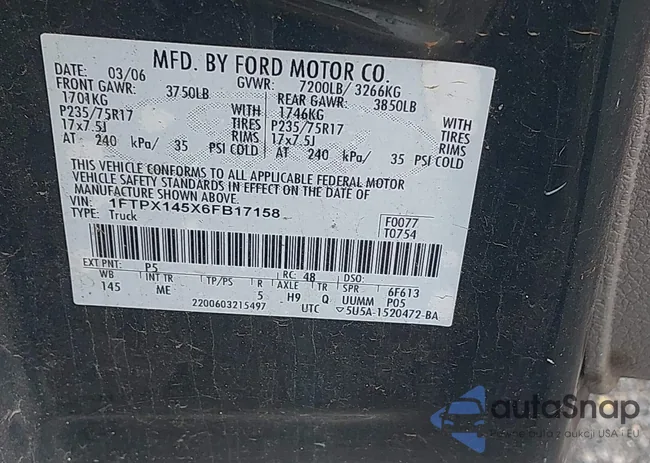 MFD. BY FORD MOTOR CO.
DATE: 03/06 GVWR: 7200LB/ 3266KG
FRONT GAWR: 3750LB REAR GAWR: 3850LB
1701KG WITH 1746KG WITH
P235/75R17 TIRES P235/75R17 TIRES
17x7.5J RIMS 17x7.5J RIMS
AT 240 kPa/ 35 PSI COLD AT 240 kPa/ 35 PSI COLD
THIS VEHICLE CONFORMS TO ALL APPLICABLE FEDERAL MOTOR
VEHICLE SAFETY STANDARDS IN EFFECT ON THE DATE OF
MANUFACTURE SHOWN ABOVE.
VIN: 1FTPX145X6FB17158 F0077
TYPE: Truck T0754
EXT PNT: P5 RC: 48 DSO:
WB INT TR TP/PS R AXLE TR SPR 6F613
145 ME 5 H9 Q UUMM P05
2200603215497 UTC ▽5U5A-1520472-BA
autaSnap
Pewne auta z aukcji USA i EU